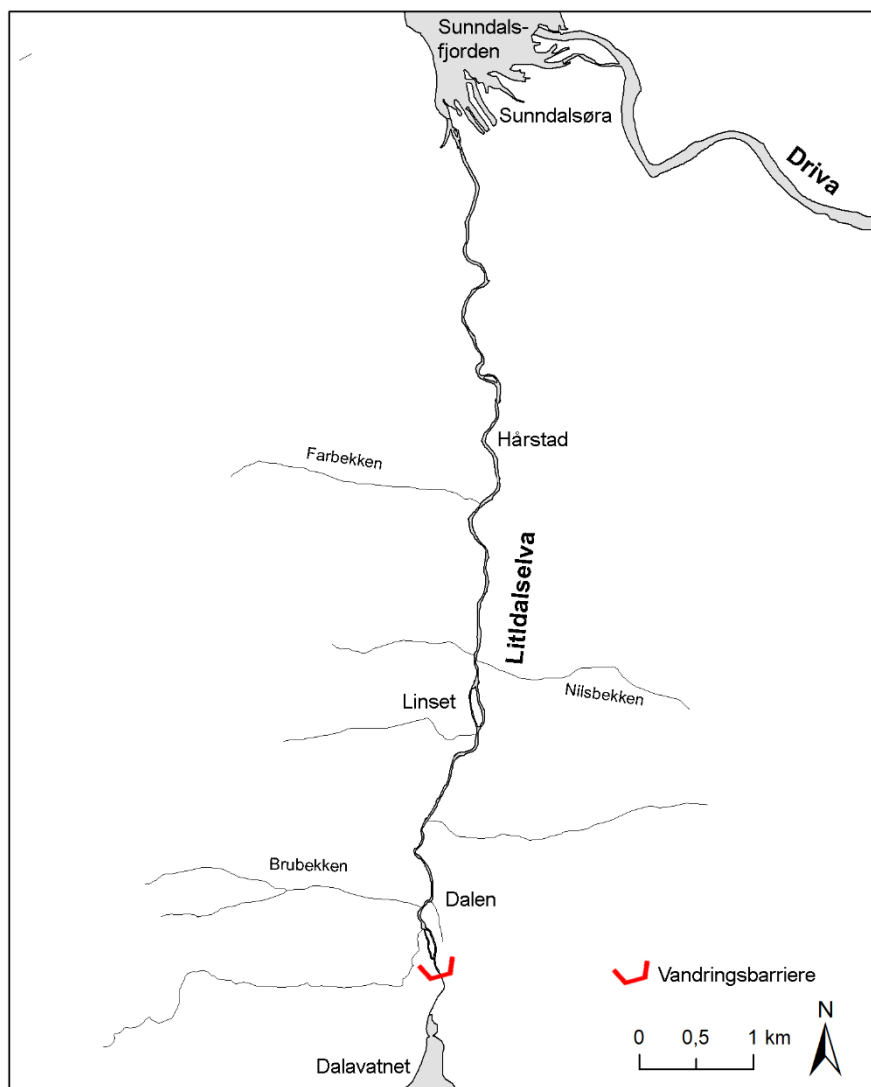 Sunndals-
fjorden
Sunndalsøra
Driva
Hårstad
Farbekken
Litldalselva
Linset
Nilsbekken
Brubekken
Dalen
Vandringsbarriere
N
0 0,5 1 km
Dalavatnet